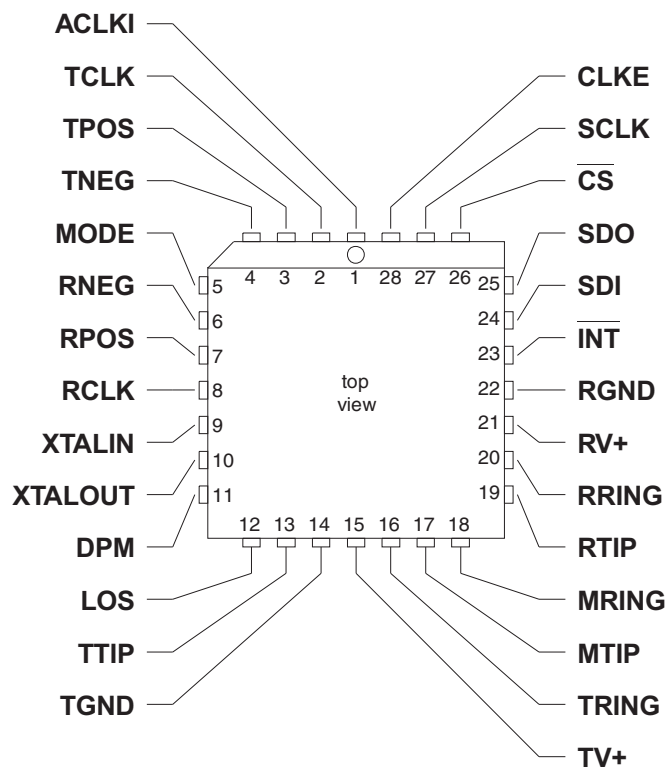 ACLKI
TCLK
TPOS
TNEG
MODE
RNEG
RPOS
RCLK
XTALIN
XTALOUT
DPM
LOS
TTIP
TGND
CLKE
SCLK
C̅S̅
SDO
SDI
I̅N̅T̅
RGND
RV+
RRING
RTIP
MRING
MTIP
TRING
TV+
4 3 2 1 28 27 26
5
6
7
8
9
10
11
25
24
23
22
21
20
19
top
view
12 13 14 15 16 17 18